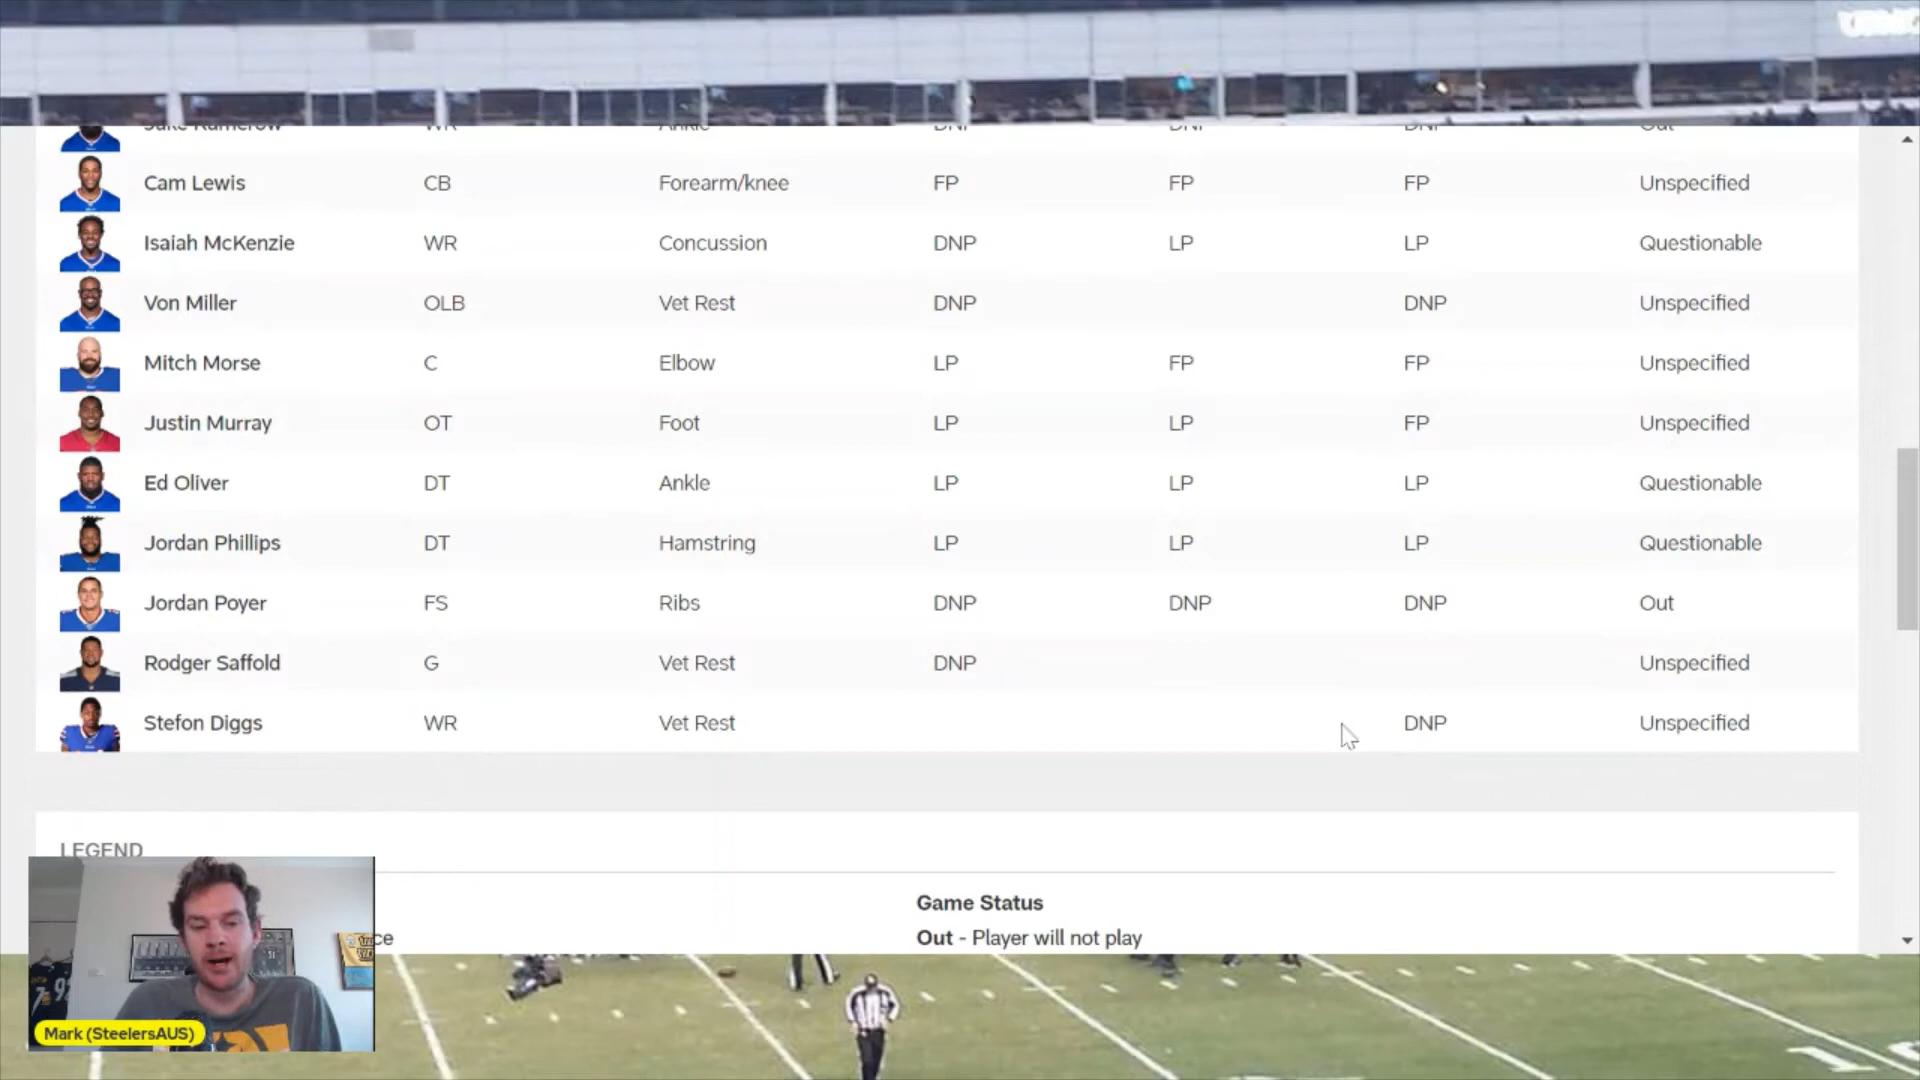 Cam Lewis CB Forearm/knee FP FP FP Unspecified
Isaiah McKenzie WR Concussion DNP LP LP Questionable
Von Miller OLB Vet Rest DNP DNP Unspecified
Mitch Morse C Elbow LP FP FP Unspecified
Justin Murray OT Foot LP LP FP Unspecified
Ed Oliver DT Ankle LP LP LP Questionable
Jordan Phillips DT Hamstring LP LP LP Questionable
Jordan Poyer FS Ribs DNP DNP DNP Out
Rodger Saffold G Vet Rest DNP Unspecified
Stefon Diggs WR Vet Rest DNP Unspecified
LEGEND
Game Status
ce
Out - Player will not play
Mark (SteelersAUS)